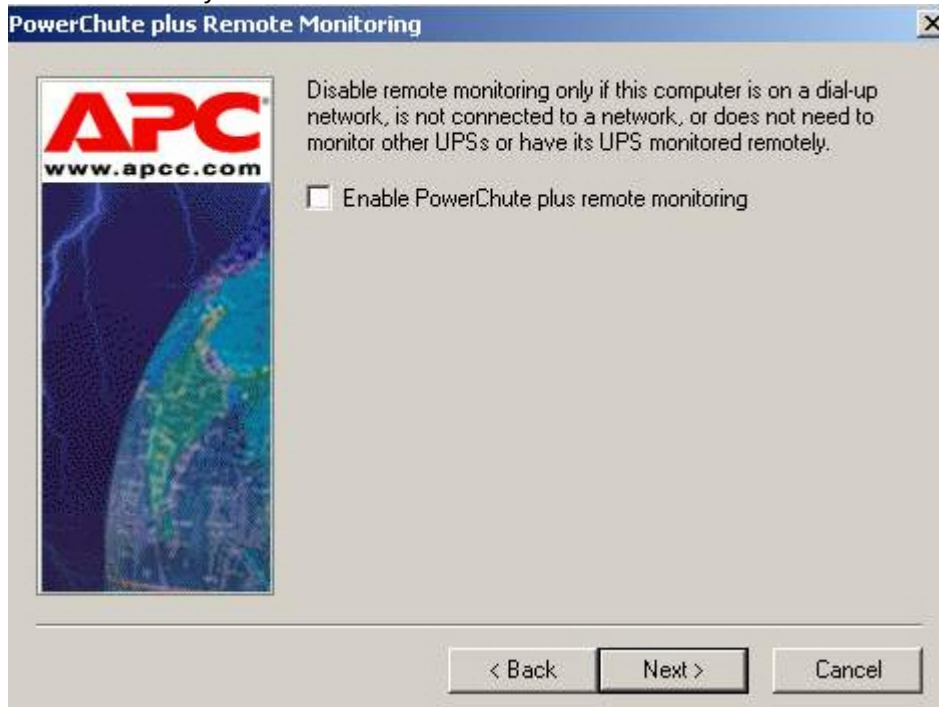 PowerChute plus Remote Monitoring
APC
www.apcc.com
Disable remote monitoring only if this computer is on a dial-up
network, is not connected to a network, or does not need to
monitor other UPSs or have its UPS monitored remotely.
Enable PowerChute plus remote monitoring
< Back
Next >
Cancel